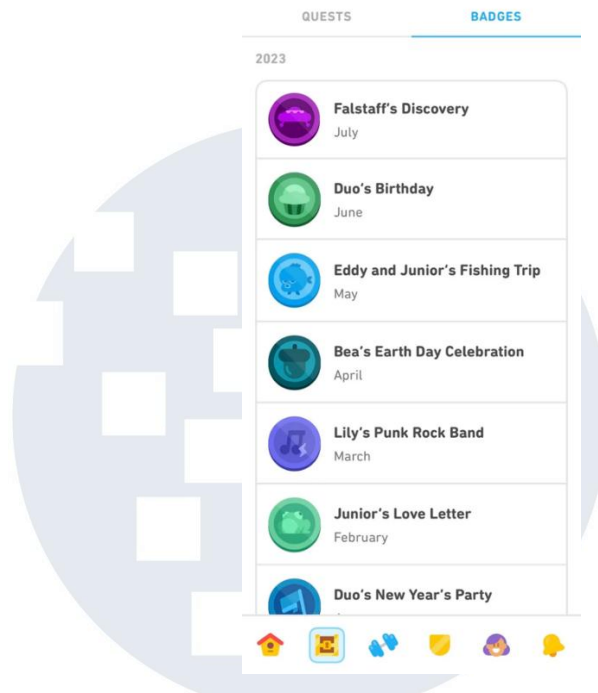 QUESTS BADGES
2023
Falstaff's Discovery
July
Duo's Birthday
June
Eddy and Junior's Fishing Trip
May
Bea's Earth Day Celebration
April
Lily's Punk Rock Band
March
Junior's Love Letter
February
Duo's New Year's Party